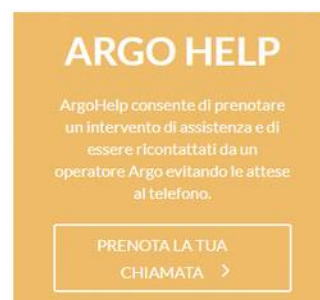 ARGO HELP
ArgoHelp consente di prenotare
un intervento di assistenza e di
essere ricontattati da un
operatore Argo evitando le attese
al telefono.
PRENOTA LA TUA
CHIAMATA >